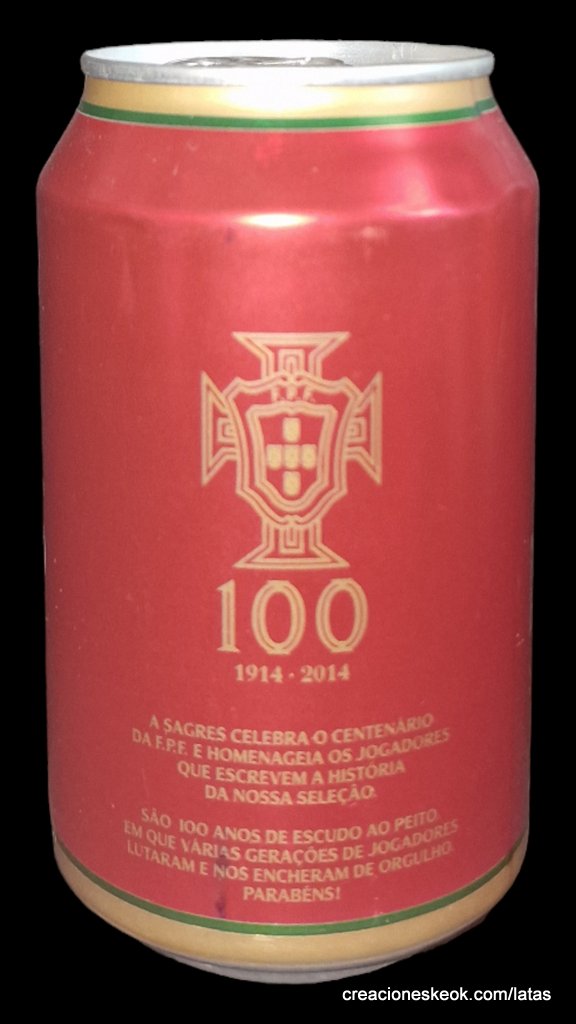 F.P.F.
100
1914 · 2014
A SAGRES CELEBRA O CENTENÁRIO
DA F.P.F. E HOMENAGEIA OS JOGADORES
QUE ESCREVEM A HISTÓRIA
DA NOSSA SELEÇÃO.
SÃO 100 ANOS DE ESCUDO AO PEITO
EM QUE VÁRIAS GERAÇÕES DE JOGADORES
LUTARAM E NOS ENCHERAM DE ORGULHO.
PARABÉNS!
creacioneskeok.com/latas